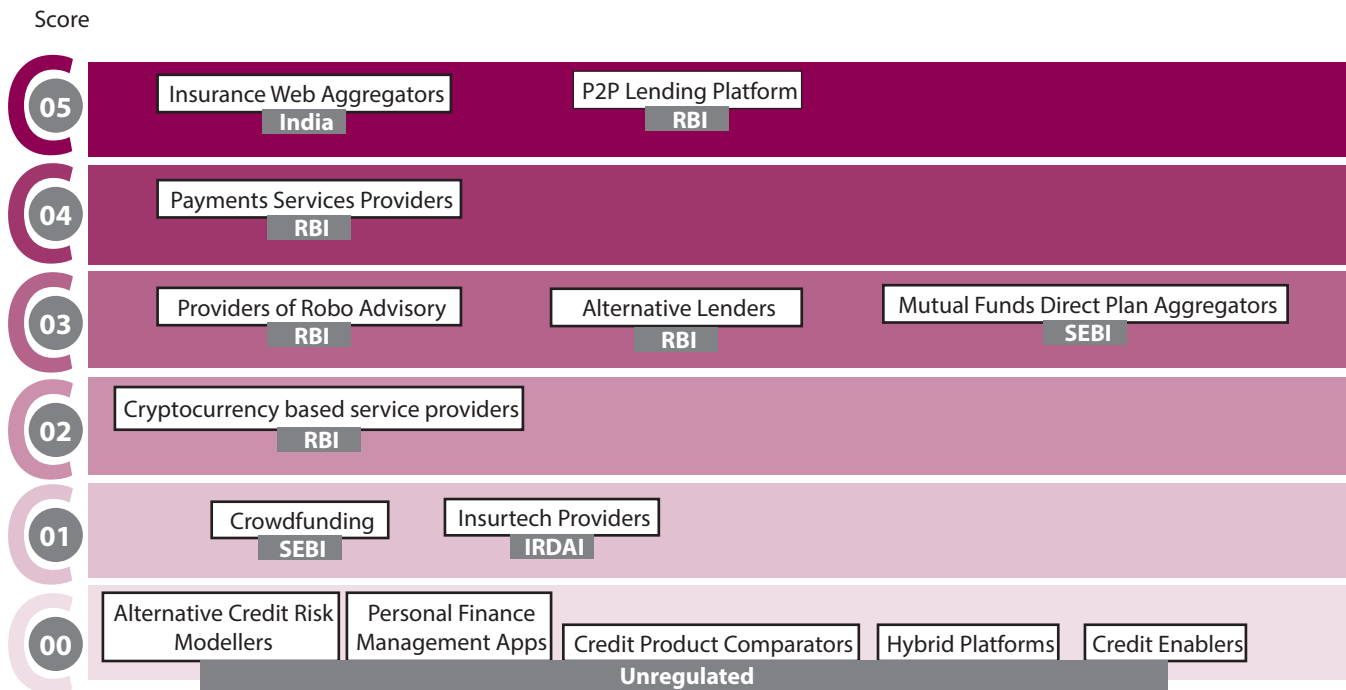 Score
05
Insurance Web Aggregators
India
P2P Lending Platform
RBI
04
Payments Services Providers
RBI
03
Providers of Robo Advisory
RBI
Alternative Lenders
RBI
Mutual Funds Direct Plan Aggregators
SEBI
02
Cryptocurrency based service providers
RBI
01
Crowdfunding
SEBI
Insurtech Providers
IRDAI
00
Alternative Credit Risk
Modellers
Personal Finance
Management Apps
Credit Product Comparators
Hybrid Platforms
Credit Enablers
Unregulated